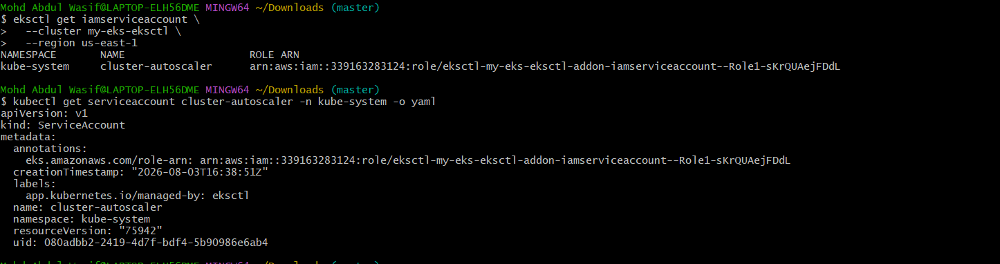 Mohd Abdul Wasif@LAPTOP-ELH56DME MINGW64 ~/Downloads (master)
$ eksctl get iamserviceaccount \
>   --cluster my-eks-eksctl \
>   --region us-east-1
NAMESPACE       NAME                    ROLE ARN
kube-system     cluster-autoscaler      arn:aws:iam::339163283124:role/eksctl-my-eks-eksctl-addon-iamserviceaccount--Role1-sKrQUAejFDdL
Mohd Abdul Wasif@LAPTOP-ELH56DME MINGW64 ~/Downloads (master)
$ kubectl get serviceaccount cluster-autoscaler -n kube-system -o yaml
apiVersion: v1
kind: ServiceAccount
metadata:
  annotations:
    eks.amazonaws.com/role-arn: arn:aws:iam::339163283124:role/eksctl-my-eks-eksctl-addon-iamserviceaccount--Role1-sKrQUAejFDdL
  creationTimestamp: "2026-08-03T16:38:51Z"
  labels:
    app.kubernetes.io/managed-by: eksctl
  name: cluster-autoscaler
  namespace: kube-system
  resourceVersion: "75942"
  uid: 080adbb2-2419-4d7f-bdf4-5b90986e6ab4